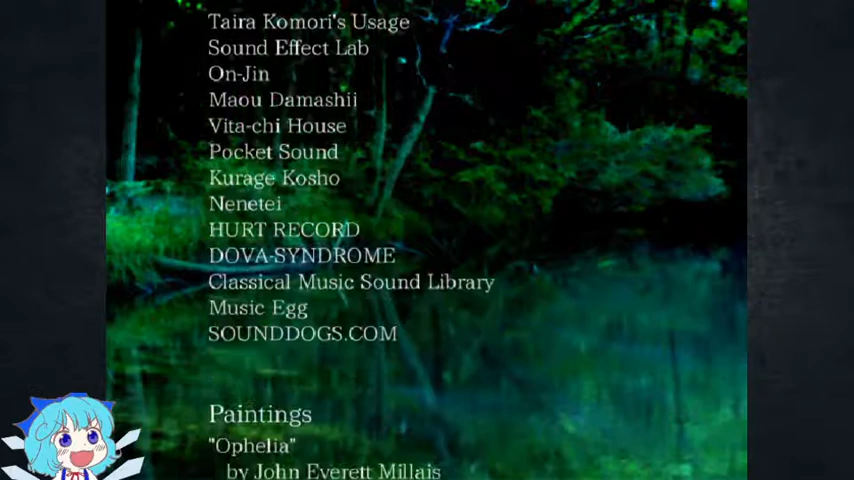 Taira Komori's Usage
Sound Effect Lab
On-Jin
Maou Damashii
Vita-chi House
Pocket Sound
Kurage Kosho
Nenetei
HURT RECORD
DOVA-SYNDROME
Classical Music Sound Library
Music Egg
SOUNDDOGS.COM
Paintings
"Ophelia"
by John Everett Millais